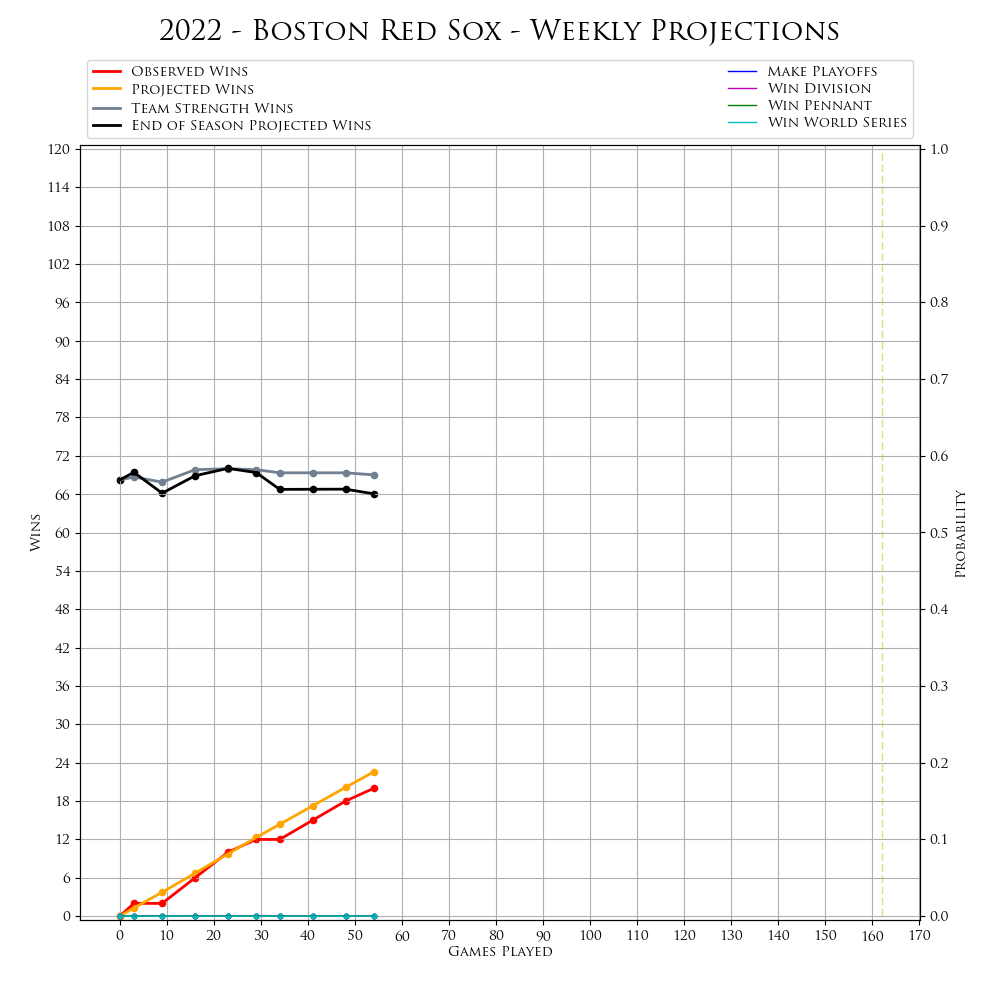 2022 - Boston Red Sox - Weekly Projections
Observed Wins
Projected Wins
Team Strength Wins
End of Season Projected Wins
Make Playoffs
Win Division
Win Pennant
Win World Series
120
114
108
102
96
90
84
78
72
66
60
54
48
42
36
30
24
18
12
6
0
Wins
1.0
0.9
0.8
0.7
0.6
0.5
0.4
0.3
0.2
0.1
0.0
Probability
0 10 20 30 40 50 60 70 80 90 100 110 120 130 140 150 160 170
Games Played